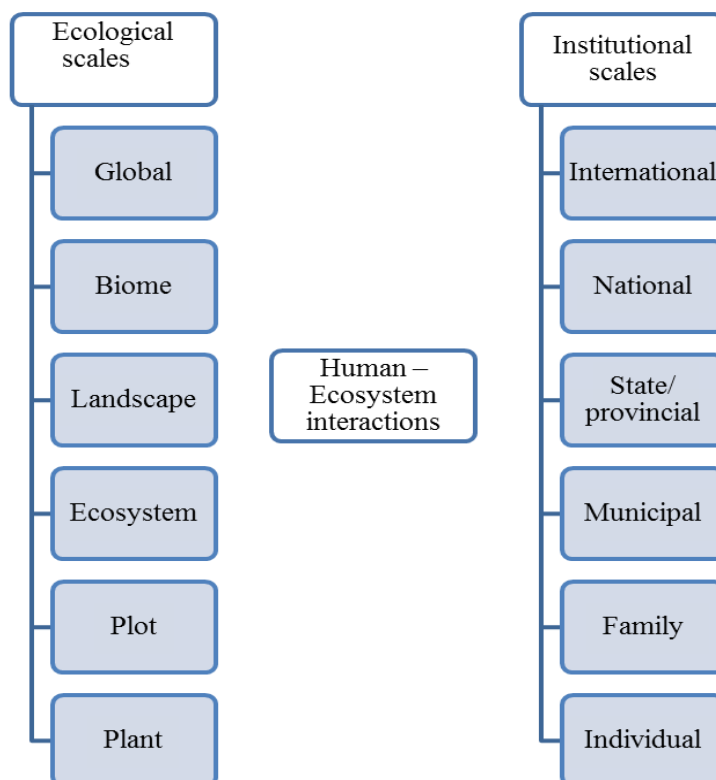 Ecological
scales
Global
Biome
Landscape
Ecosystem
Plot
Plant
Human –
Ecosystem
interactions
Institutional
scales
International
National
State/
provincial
Municipal
Family
Individual